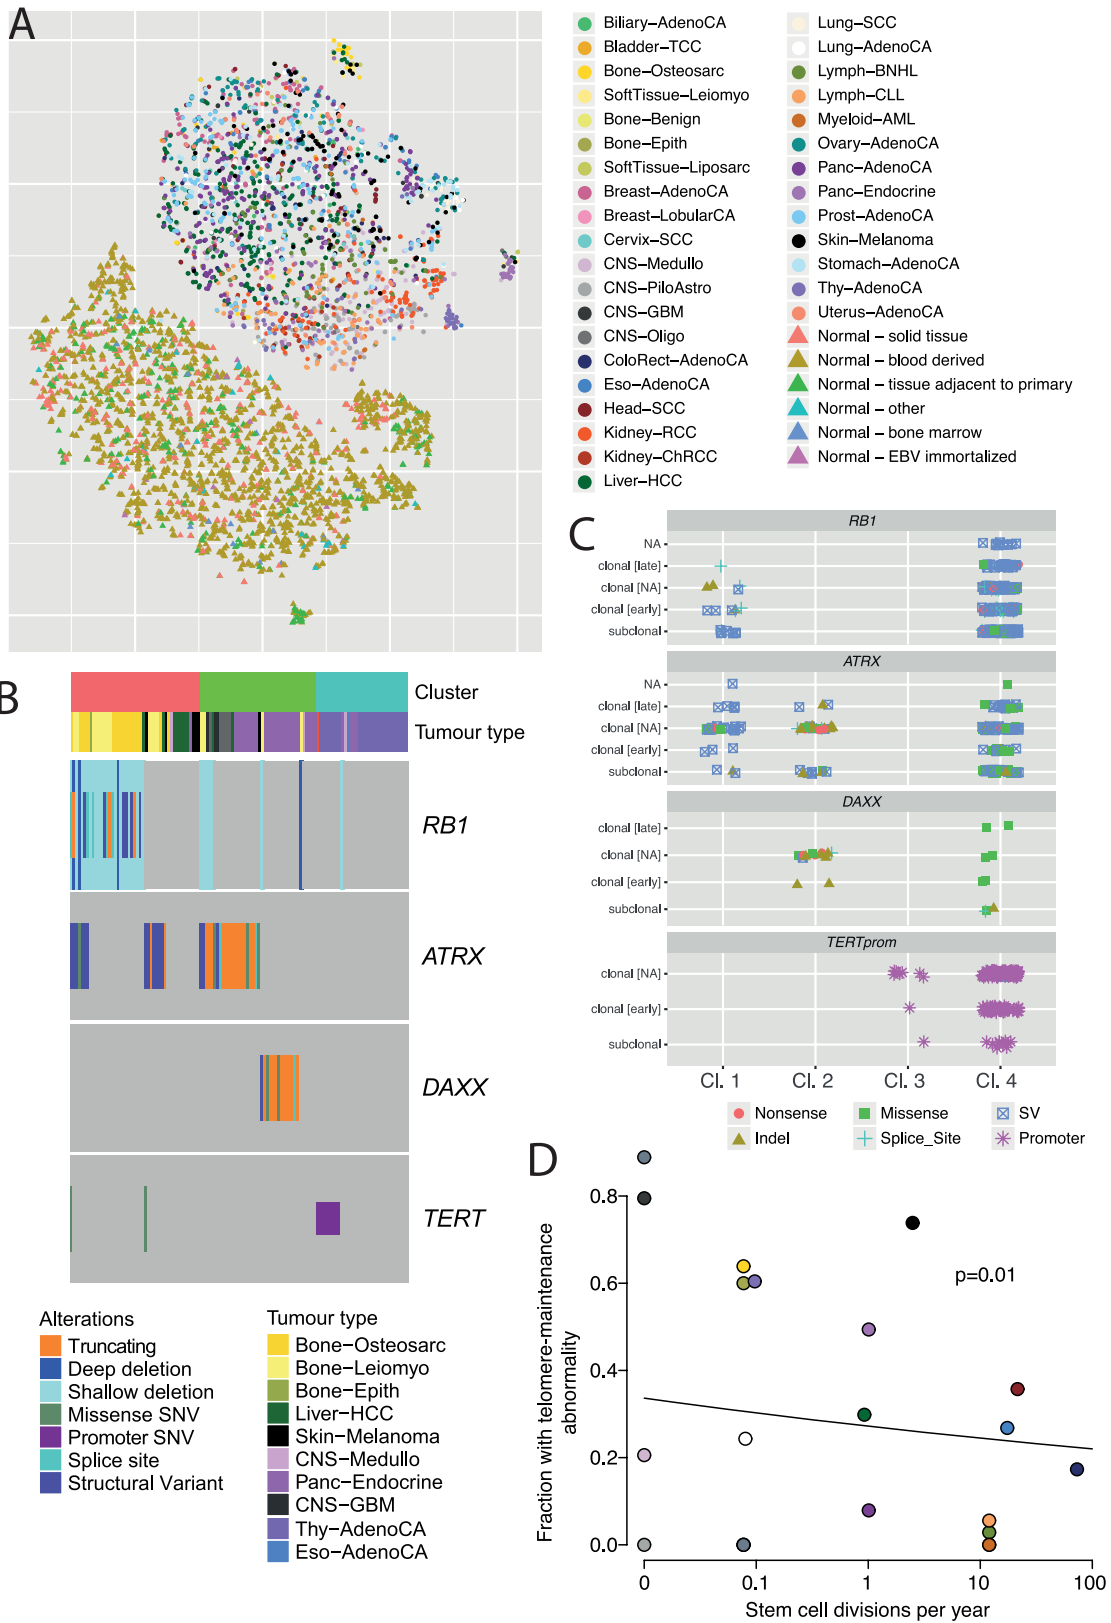 A
Biliary−AdenoCA
Bladder−TCC
Bone−Osteosarc
SoftTissue−Leiomyo
Bone−Benign
Bone−Epith
SoftTissue−Liposarc
Breast−AdenoCA
Breast−LobularCA
Cervix−SCC
CNS−Medullo
CNS−PiloAstro
CNS−GBM
CNS−Oligo
ColoRect−AdenoCA
Eso−AdenoCA
Head−SCC
Kidney−RCC
Kidney−ChRCC
Liver−HCC
Lung−SCC
Lung−AdenoCA
Lymph−BNHL
Lymph−CLL
Myeloid−AML
Ovary−AdenoCA
Panc−AdenoCA
Panc−Endocrine
Prost−AdenoCA
Skin−Melanoma
Stomach−AdenoCA
Thy−AdenoCA
Uterus−AdenoCA
Normal − solid tissue
Normal − blood derived
Normal − tissue adjacent to primary
Normal − other
Normal − bone marrow
Normal − EBV immortalized
B
Cluster
Tumour type
RB1
ATRX
DAXX
TERT
Alterations
Truncating
Deep deletion
Shallow deletion
Missense SNV
Promoter SNV
Splice site
Structural Variant
Tumour type
Bone−Osteosarc
Bone−Leiomyo
Bone−Epith
Liver−HCC
Skin−Melanoma
CNS−Medullo
Panc−Endocrine
CNS−GBM
Thy−AdenoCA
Eso−AdenoCA
C
RB1
NA
clonal [late]
clonal [NA]
clonal [early]
subclonal
ATRX
NA
clonal [late]
clonal [NA]
clonal [early]
subclonal
DAXX
clonal [late]
clonal [NA]
clonal [early]
subclonal
TERTprom
clonal [NA]
clonal [early]
subclonal
Cl. 1 Cl. 2 Cl. 3 Cl. 4
Nonsense Missense SV
Indel Splice_Site Promoter
D
Fraction with telomere−maintenance
abnormality
0.8
0.6
0.4
0.2
0.0
p=0.01
0 0.1 1 10 100
Stem cell divisions per year